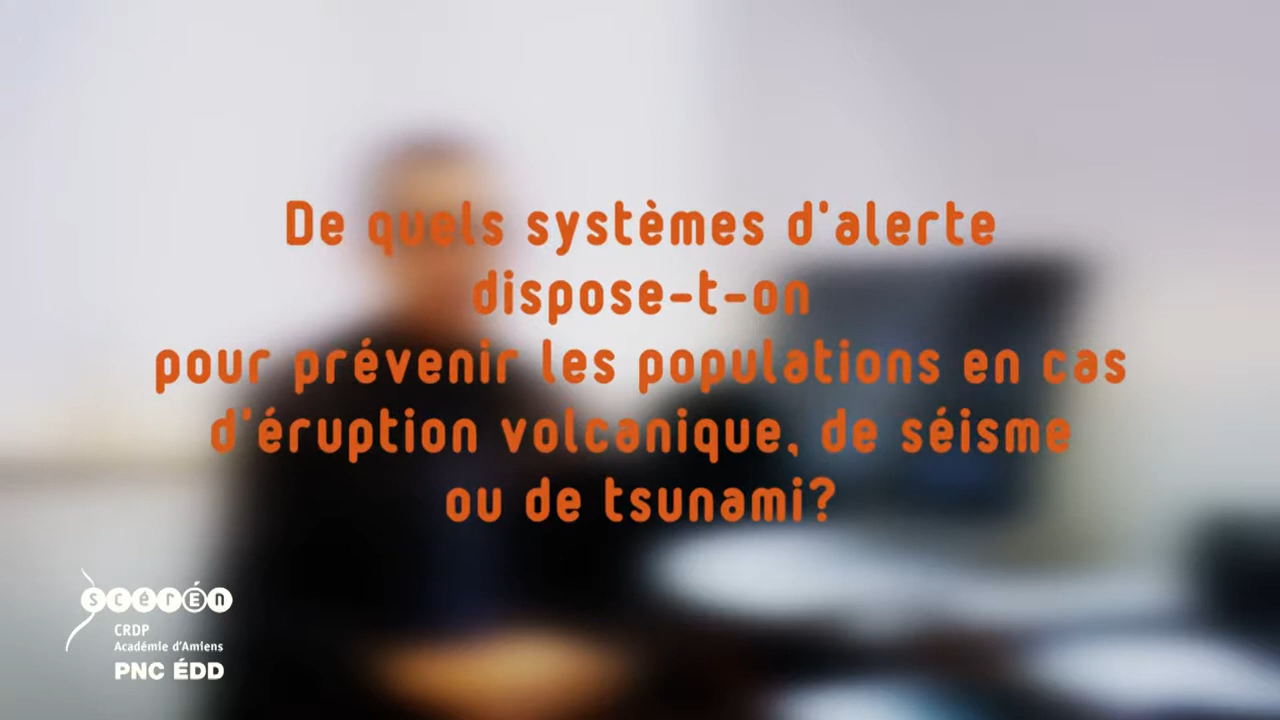 De quels systèmes d'alerte
dispose-t-on
pour prévenir les populations en cas
d'éruption volcanique, de séisme
ou de tsunami?
scérÉn
CRDP
Académie d'Amiens
PNC ÉDD